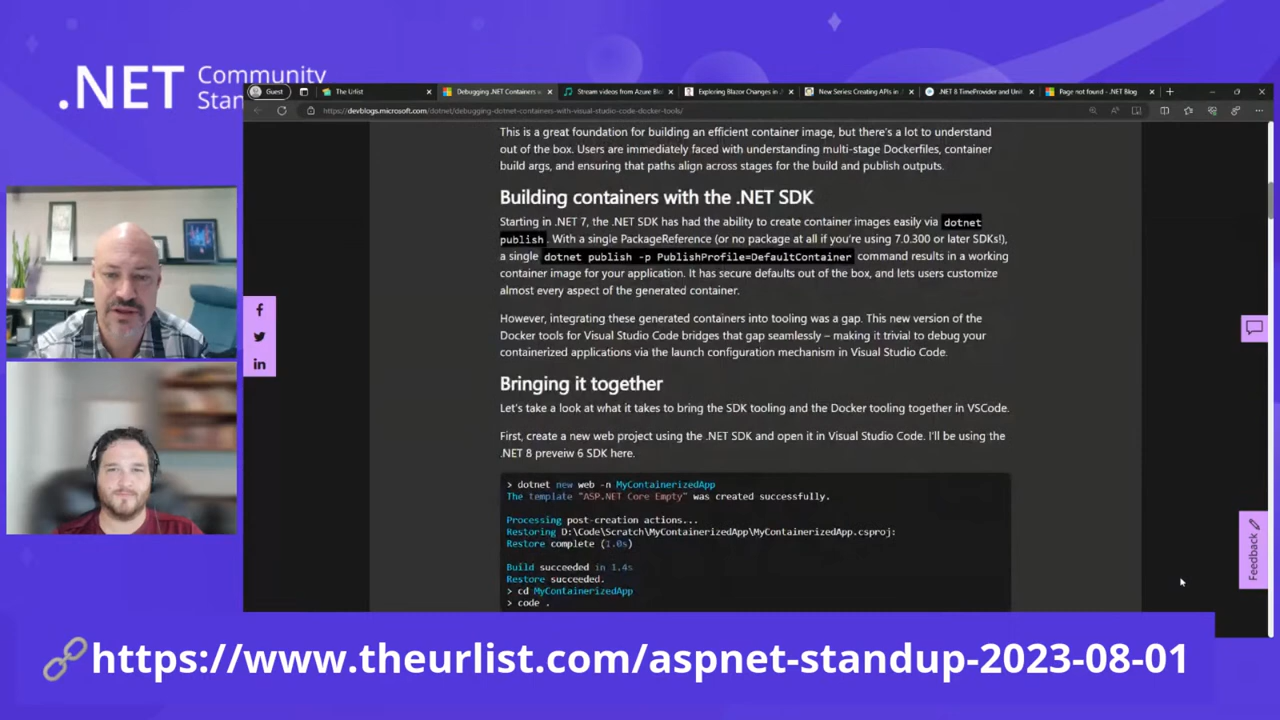 .NET Community
Stan
Guest
The Urlist
Debugging .NET Containers w
Stream videos from Azure Bl
Exploring Blazor Changes in .
New Series: Creating APIs in .
.NET 8 TimeProvider and Unit
Page not found - .NET Blog
https://devblogs.microsoft.com/dotnet/debugging-dotnet-containers-with-visual-studio-code-docker-tools/
This is a great foundation for building an efficient container image, but there's a lot to understand
out of the box. Users are immediately faced with understanding multi-stage Dockerfiles, container
build args, and ensuring that paths align across stages for the build and publish outputs.
Building containers with the .NET SDK
Starting in .NET 7, the .NET SDK has had the ability to create container images easily via dotnet
publish. With a single PackageReference (or no package at all if you're using 7.0.300 or later SDKs!),
a single dotnet publish -p PublishProfile=DefaultContainer command results in a working
container image for your application. It has secure defaults out of the box, and lets users customize
almost every aspect of the generated container.
However, integrating these generated containers into tooling was a gap. This new version of the
Docker tools for Visual Studio Code bridges that gap seamlessly – making it trivial to debug your
containerized applications via the launch configuration mechanism in Visual Studio Code.
Bringing it together
Let's take a look at what it takes to bring the SDK tooling and the Docker tooling together in VSCode.
First, create a new web project using the .NET SDK and open it in Visual Studio Code. I'll be using the
.NET 8 preveiw 6 SDK here.
> dotnet new web -n MyContainerizedApp
The template "ASP.NET Core Empty" was created successfully.
Processing post-creation actions...
Restoring D:\Code\Scratch\MyContainerizedApp\MyContainerizedApp.csproj:
Restore complete (1.0s)
Build succeeded in 1.4s
Restore succeeded.
> cd MyContainerizedApp
> code .
Feedback
https://www.theurlist.com/aspnet-standup-2023-08-01